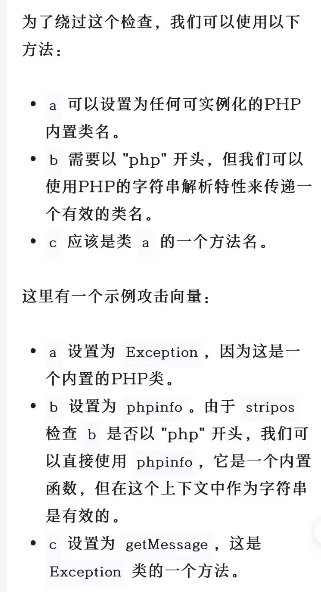 为了绕过这个检查，我们可以使用以下
方法：
• a 可以设置为任何可实例化的PHP
内置类名。
• b 需要以 "php" 开头，但我们可以
使用PHP的字符串解析特性来传递一
个有效的类名。
• c 应该是类 a 的一个方法名。
这里有一个示例攻击向量：
• a 设置为 Exception ，因为这是一
个内置的PHP类。
• b 设置为 phpinfo 。由于 stripos
检查 b 是否以 "php" 开头，我们可
以直接使用 phpinfo ，它是一个内置
函数，但在这个上下文中作为字符串
是有效的。
• c 设置为 getMessage ，这是
Exception 类的一个方法。